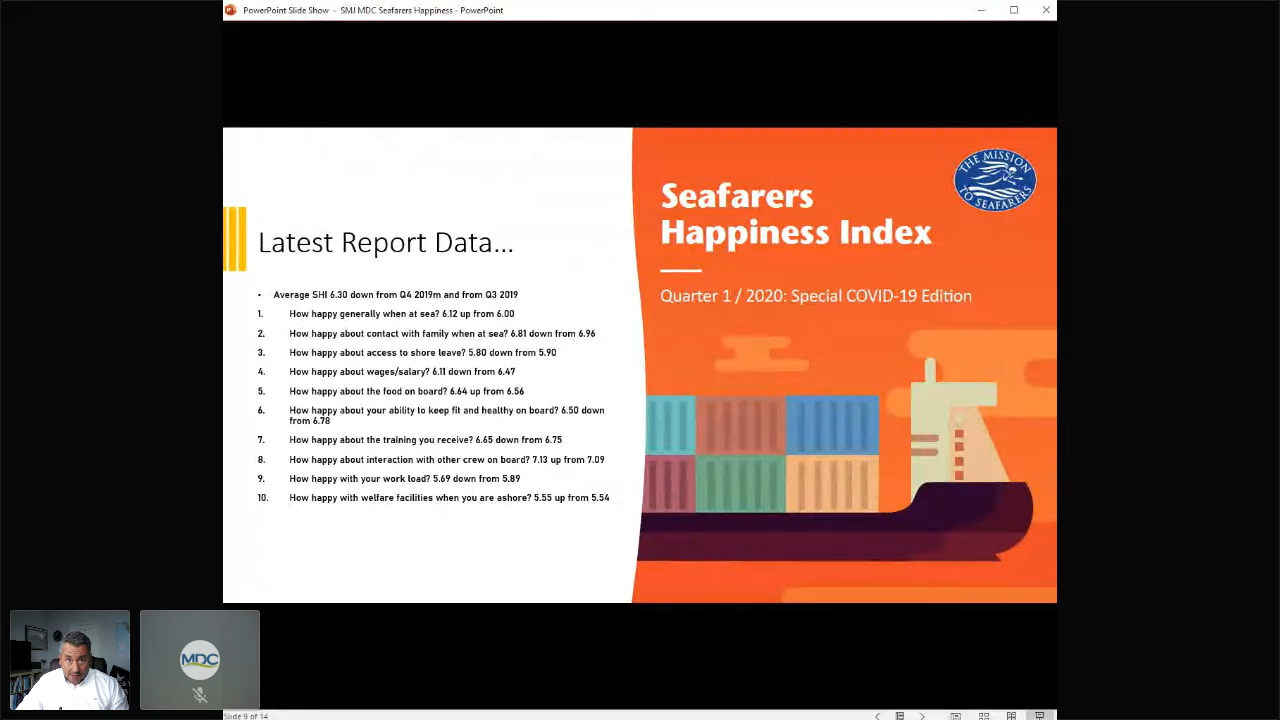 PowerPoint Slide Show - SMJ MDC Seafarers Happiness - PowerPoint
Latest Report Data...
• Average SHI 6.30 down from Q4 2019m and from Q3 2019
1. How happy generally when at sea? 6.12 up from 6.00
2. How happy about contact with family when at sea? 6.81 down from 6.96
3. How happy about access to shore leave? 5.80 down from 5.90
4. How happy about wages/salary? 6.11 down from 6.47
5. How happy about the food on board? 6.64 up from 6.56
6. How happy about your ability to keep fit and healthy on board? 6.50 down
from 6.78
7. How happy about the training you receive? 6.65 down from 6.75
8. How happy about interaction with other crew on board? 7.13 up from 7.09
9. How happy with your work load? 5.69 down from 5.89
10. How happy with welfare facilities when you are ashore? 5.55 up from 5.54
THE MISSION
TO SEAFARERS
Seafarers
Happiness Index
Quarter 1 / 2020: Special COVID-19 Edition
MDC
Slide 9 of 14